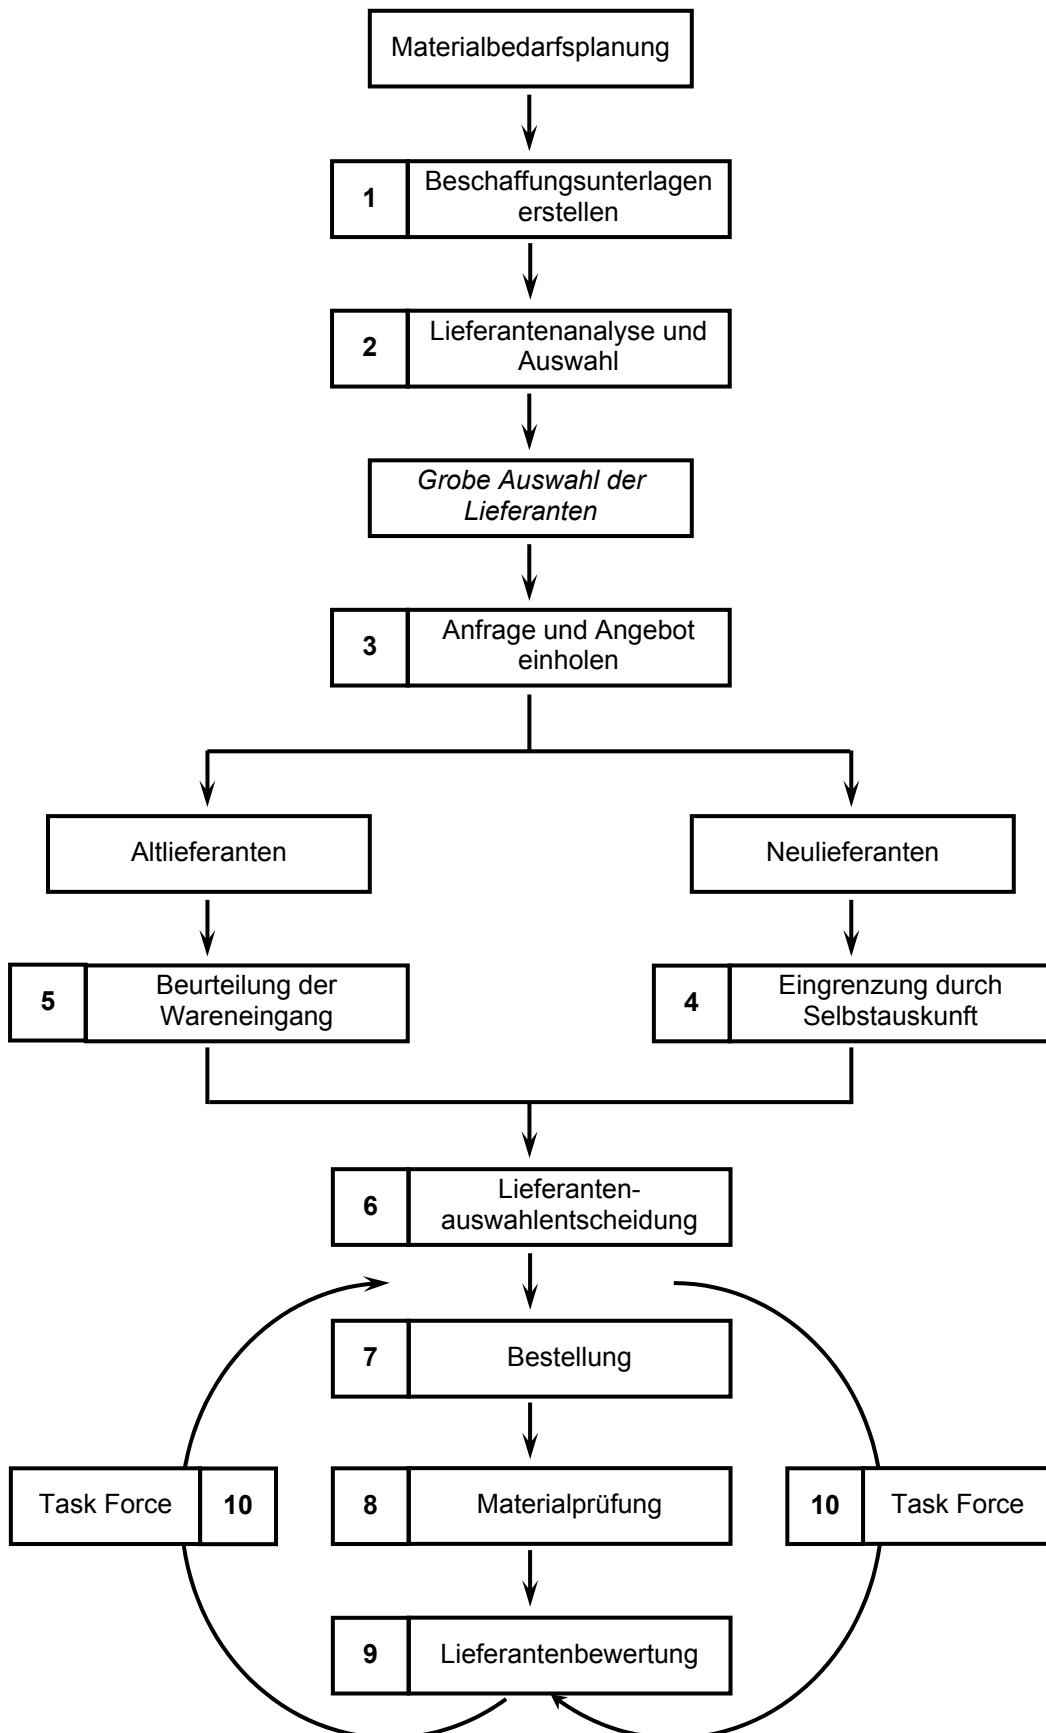 Materialbedarfsplanung
1
Beschaffungsunterlagen
erstellen
2
Lieferantenanalyse und
Auswahl
Grobe Auswahl der
Lieferanten
3
Anfrage und Angebot
einholen
Altlieferanten
Neulieferanten
5
Beurteilung der
Wareneingang
4
Eingrenzung durch
Selbstauskunft
6
Lieferanten-
auswahlentscheidung
7
Bestellung
Task Force
10
8
Materialprüfung
10
Task Force
9
Lieferantenbewertung